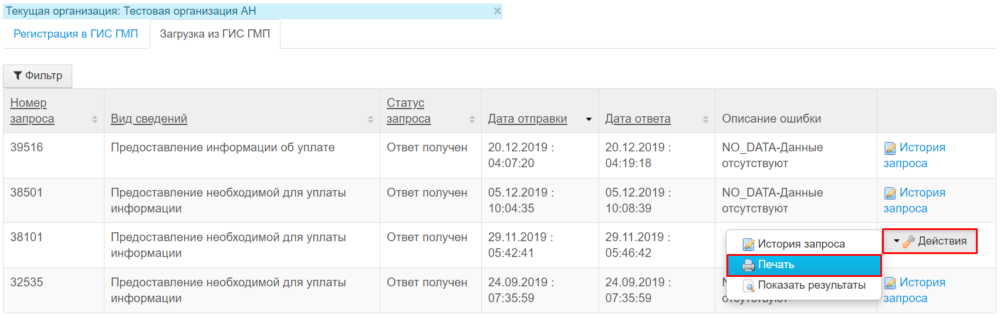 Текущая организация: Тестовая организация АН
Регистрация в ГИС ГМП
Загрузка из ГИС ГМП
Фильтр
Номер
запроса
Вид сведений
Статус
запроса
Дата отправки
Дата ответа
Описание ошибки
39516
Предоставление информации об уплате
Ответ получен
20.12.2019 :
04:07:20
20.12.2019 :
04:19:18
NO_DATA-Данные
отсутствуют
История
запроса
38501
Предоставление необходимой для уплаты
информации
Ответ получен
05.12.2019 :
10:04:35
05.12.2019 :
10:08:39
NO_DATA-Данные
отсутствуют
История
запроса
38101
Предоставление необходимой для уплаты
информации
Ответ получен
29.11.2019 :
05:42:41
29.11.2019 :
05:46:42
Действия
История запроса
Печать
Показать результаты
32535
Предоставление необходимой для уплаты
информации
Ответ получен
24.09.2019 :
07:35:59
24.09.2019 :
07:35:59
История
запроса